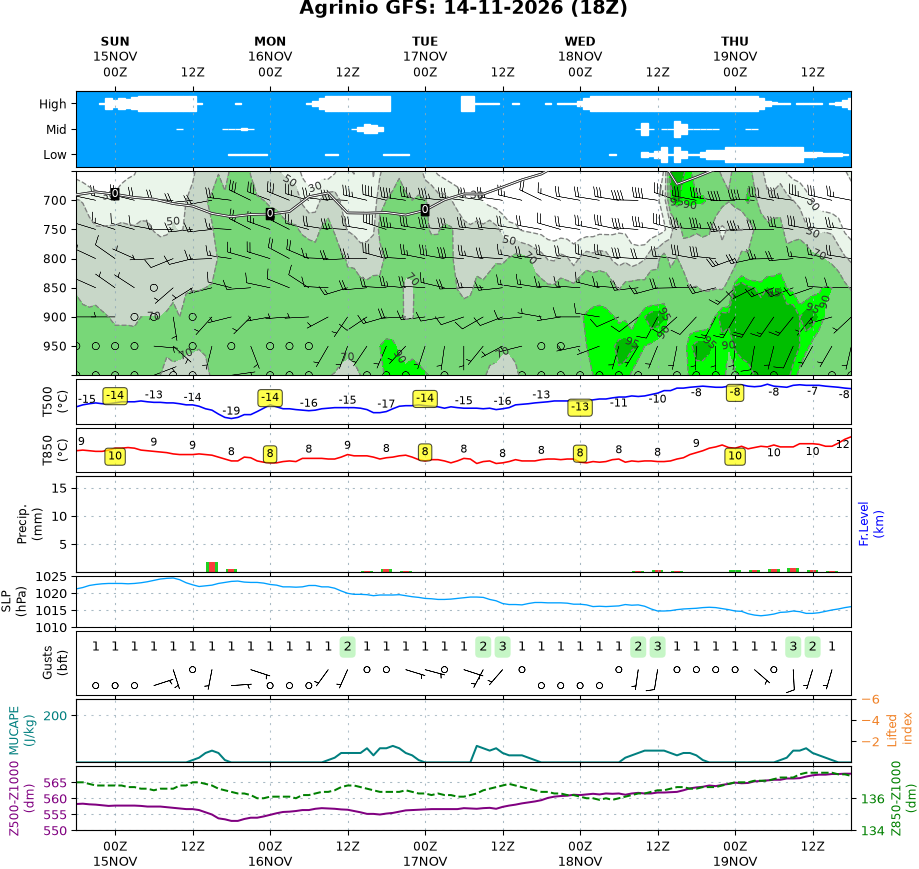 Agrinio GFS: 14-11-2026 (18Z)
SUN MON TUE WED THU
15NOV 16NOV 17NOV 18NOV 19NOV
00Z 12Z 00Z 12Z 00Z 12Z 00Z 12Z 00Z 12Z
High
Mid
Low
700
750
800
850
900
950
0 0 0
50 30 50 50 70 70 70 70 90 95 90 95 90 95 90 9590 30 50 70
T500
(°C)
-15 -14 -13 -14 -19 -14 -16 -15 -17 -14 -15 -16 -13 -13 -11 -10 -8 -8 -8 -7 -8
T850
(°C)
9 10 9 9 8 8 8 9 8 8 8 8 8 8 8 8 9 10 10 10 12
Precip.
(mm)
15
10
5
Fr.Level
(km)
SLP
(hPa)
1025
1020
1015
1010
Gusts
(bft)
1 1 1 1 1 1 1 1 1 1 1 1 1 2 1 1 1 1 1 1 2 3 1 1 1 1 1 1 2 3 1 1 1 1 1 1 3 2 1
MUCAPE
(J/kg)
200
−6
−4
−2
Lifted
index
Z500-Z1000
(dm)
565
560
555
550
136
134
Z850-Z1000
(dm)
00Z 12Z 00Z 12Z 00Z 12Z 00Z 12Z 00Z 12Z
15NOV 16NOV 17NOV 18NOV 19NOV